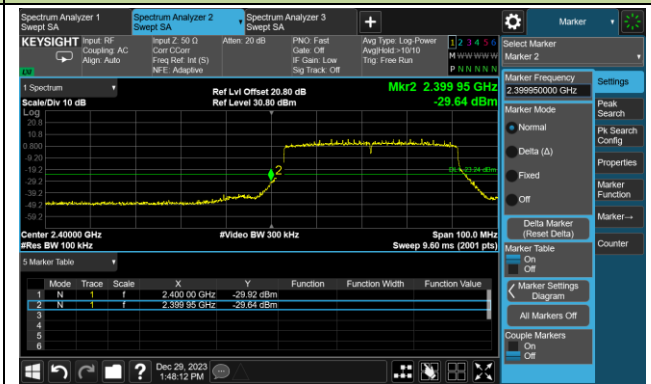 Spectrum Analyzer 1
Swept SA
Spectrum Analyzer 2
Swept SA
Spectrum Analyzer 3
Swept SA
+
Marker
KEYSIGHT
Input: RF
Coupling: AC
Align: Auto
Input Z: 50 Ω
Corr CCorr
Freq Ref: Int (S)
NFE: Adaptive
Atten: 20 dB
PNO: Fast
Gate: Off
IF Gain: Low
Sig Track: Off
Avg Type: Log-Power
Avg|Hold:>10/10
Trig: Free Run
1 2 3 4 5 6
M W W W W W
P N N N N N
LXI
Select Marker
Marker 2
1 Spectrum
Scale/Div 10 dB
Ref Lvl Offset 20.80 dB
Ref Level 30.80 dBm
Mkr2 2.399 95 GHz
-29.64 dBm
Log
20.8
10.8
0.800
-9.20
-19.2
-29.2
-39.2
-49.2
-59.2
2
DL1 -23.24 dBm
Center 2.40000 GHz
#Res BW 100 kHz
#Video BW 300 kHz
Span 100.0 MHz
Sweep 9.60 ms (2001 pts)
5 Marker Table
Mode Trace Scale X Y Function Function Width Function Value
1 N 1 f 2.400 00 GHz -29.92 dBm
2 N 1 f 2.399 95 GHz -29.64 dBm
3
4
5
6
Marker Frequency
2.399950000 GHz
Marker Mode
Normal
Delta (Δ)
Fixed
Off
Delta Marker
(Reset Delta)
Marker Table
On
Off
Marker Settings
Diagram
All Markers Off
Couple Markers
On
Off
Settings
Peak
Search
Pk Search
Config
Properties
Marker
Function
Marker→
Counter
?
Dec 29, 2023
1:48:12 PM